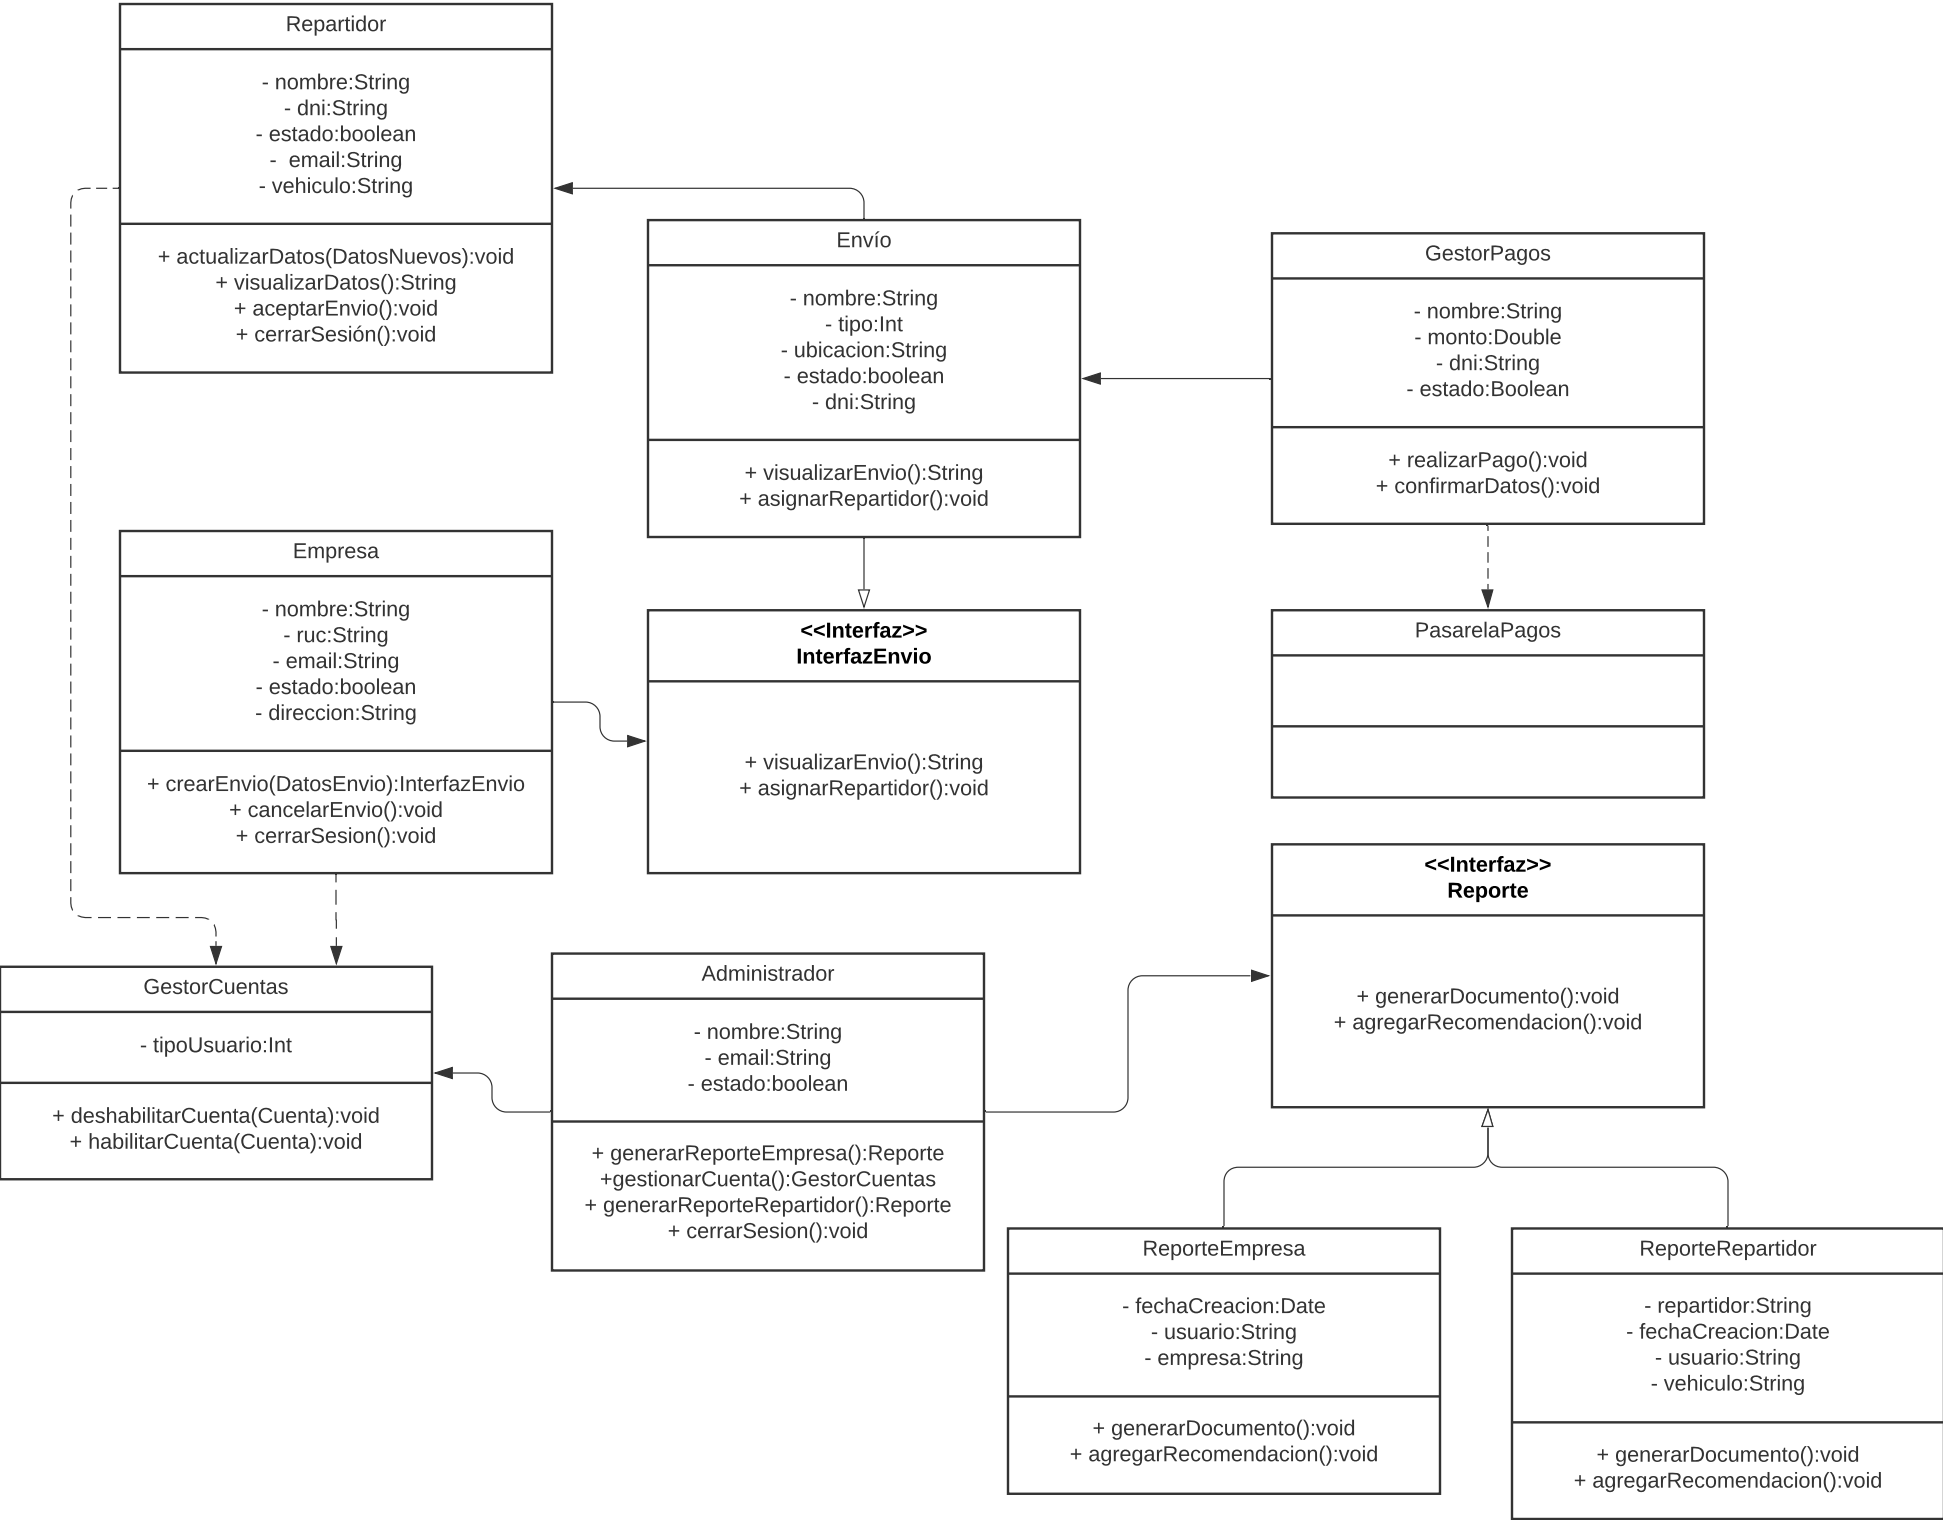 Repartidor
- nombre:String
- dni:String
- estado:boolean
-  email:String
- vehiculo:String
+ actualizarDatos(DatosNuevos):void
+ visualizarDatos():String
+ aceptarEnvio():void
+ cerrarSesión():void
Envío
- nombre:String
- tipo:Int
- ubicacion:String
- estado:boolean
- dni:String
+ visualizarEnvio():String
+ asignarRepartidor():void
GestorPagos
- nombre:String
- monto:Double
- dni:String
- estado:Boolean
+ realizarPago():void
+ confirmarDatos():void
Empresa
- nombre:String
- ruc:String
- email:String
- estado:boolean
- direccion:String
+ crearEnvio(DatosEnvio):InterfazEnvio
+ cancelarEnvio():void
+ cerrarSesion():void
<<Interfaz>>
InterfazEnvio
+ visualizarEnvio():String
+ asignarRepartidor():void
PasarelaPagos
<<Interfaz>>
Reporte
+ generarDocumento():void
+ agregarRecomendacion():void
GestorCuentas
- tipoUsuario:Int
+ deshabilitarCuenta(Cuenta):void
+ habilitarCuenta(Cuenta):void
Administrador
- nombre:String
- email:String
- estado:boolean
+ generarReporteEmpresa():Reporte
+gestionarCuenta():GestorCuentas
+ generarReporteRepartidor():Reporte
+ cerrarSesion():void
ReporteEmpresa
- fechaCreacion:Date
- usuario:String
- empresa:String
+ generarDocumento():void
+ agregarRecomendacion():void
ReporteRepartidor
- repartidor:String
- fechaCreacion:Date
- usuario:String
- vehiculo:String
+ generarDocumento():void
+ agregarRecomendacion():void